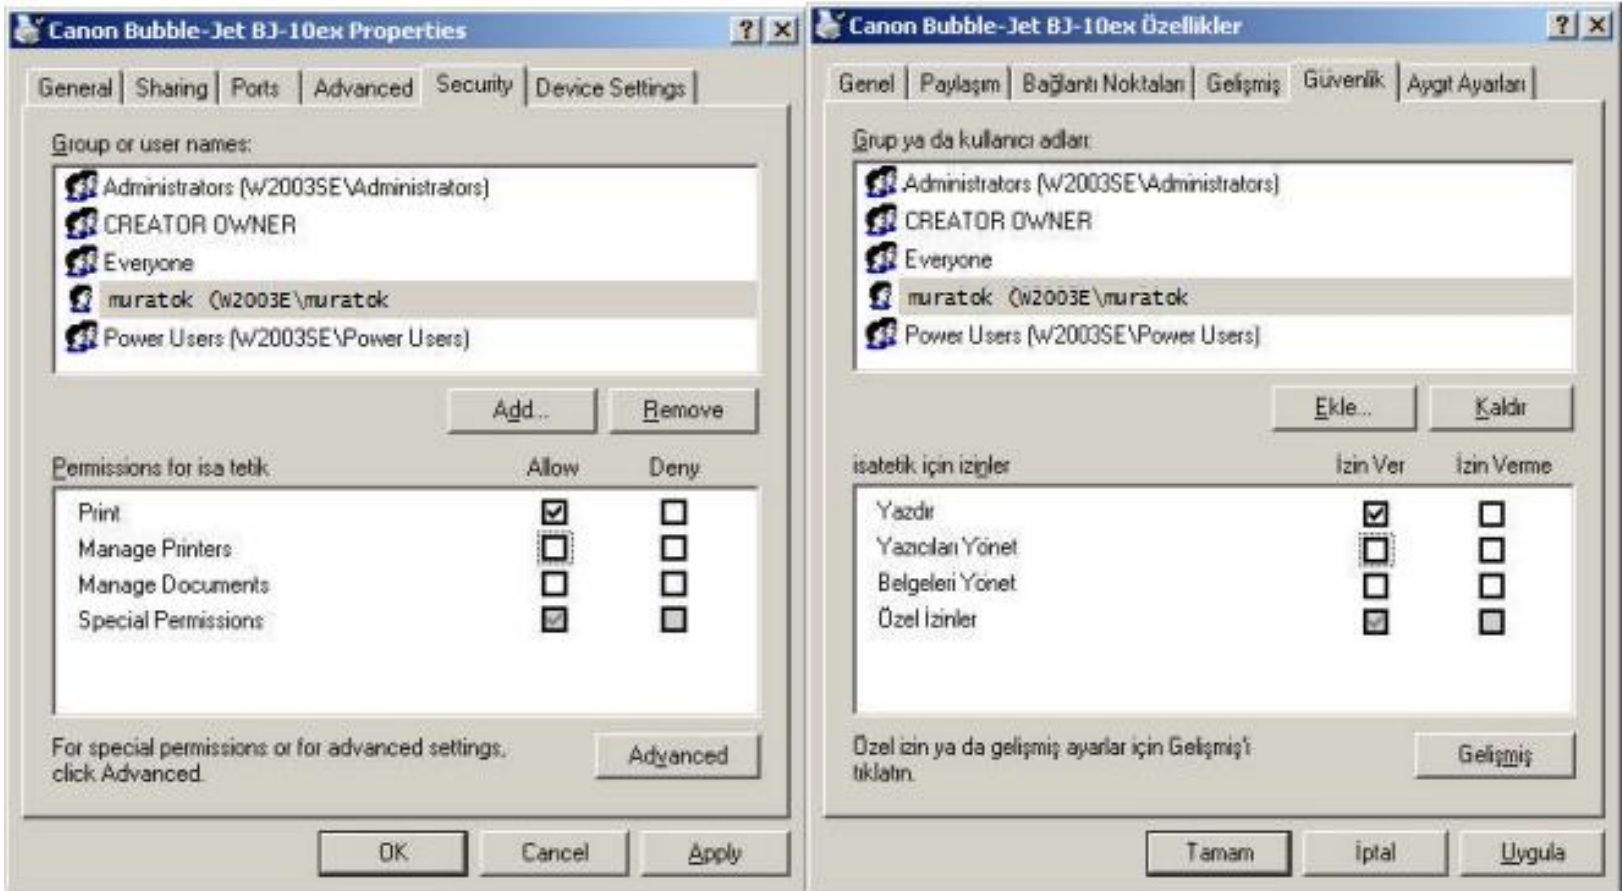 Canon Bubble-Jet BJ-10ex Properties
General Sharing Ports Advanced Security Device Settings
Group or user names:
Administrators (W2003SE\Administrators)
CREATOR OWNER
Everyone
muratok (W2003E\muratok
Power Users (W2003SE\Power Users)
Add... Remove
Permissions for isa tetik Allow Deny
Print
Manage Printers
Manage Documents
Special Permissions
For special permissions or for advanced settings,
click Advanced.
Advanced
OK Cancel Apply
Canon Bubble-Jet BJ-10ex Özellikler
Genel Paylaşım Bağlantı Noktaları Gelişmiş Güvenlik Aygıt Ayarları
Grup ya da kullanıcı adları:
Administrators (W2003SE\Administrators)
CREATOR OWNER
Everyone
muratok (W2003E\muratok
Power Users (W2003SE\Power Users)
Ekle... Kaldır
isatetik için izinler İzin Ver İzin Verme
Yazdır
Yazıcıları Yönet
Belgeleri Yönet
Özel İzinler
Özel izin ya da gelişmiş ayarlar için Gelişmiş'i
tıklatın.
Gelişmiş
Tamam İptal Uygula